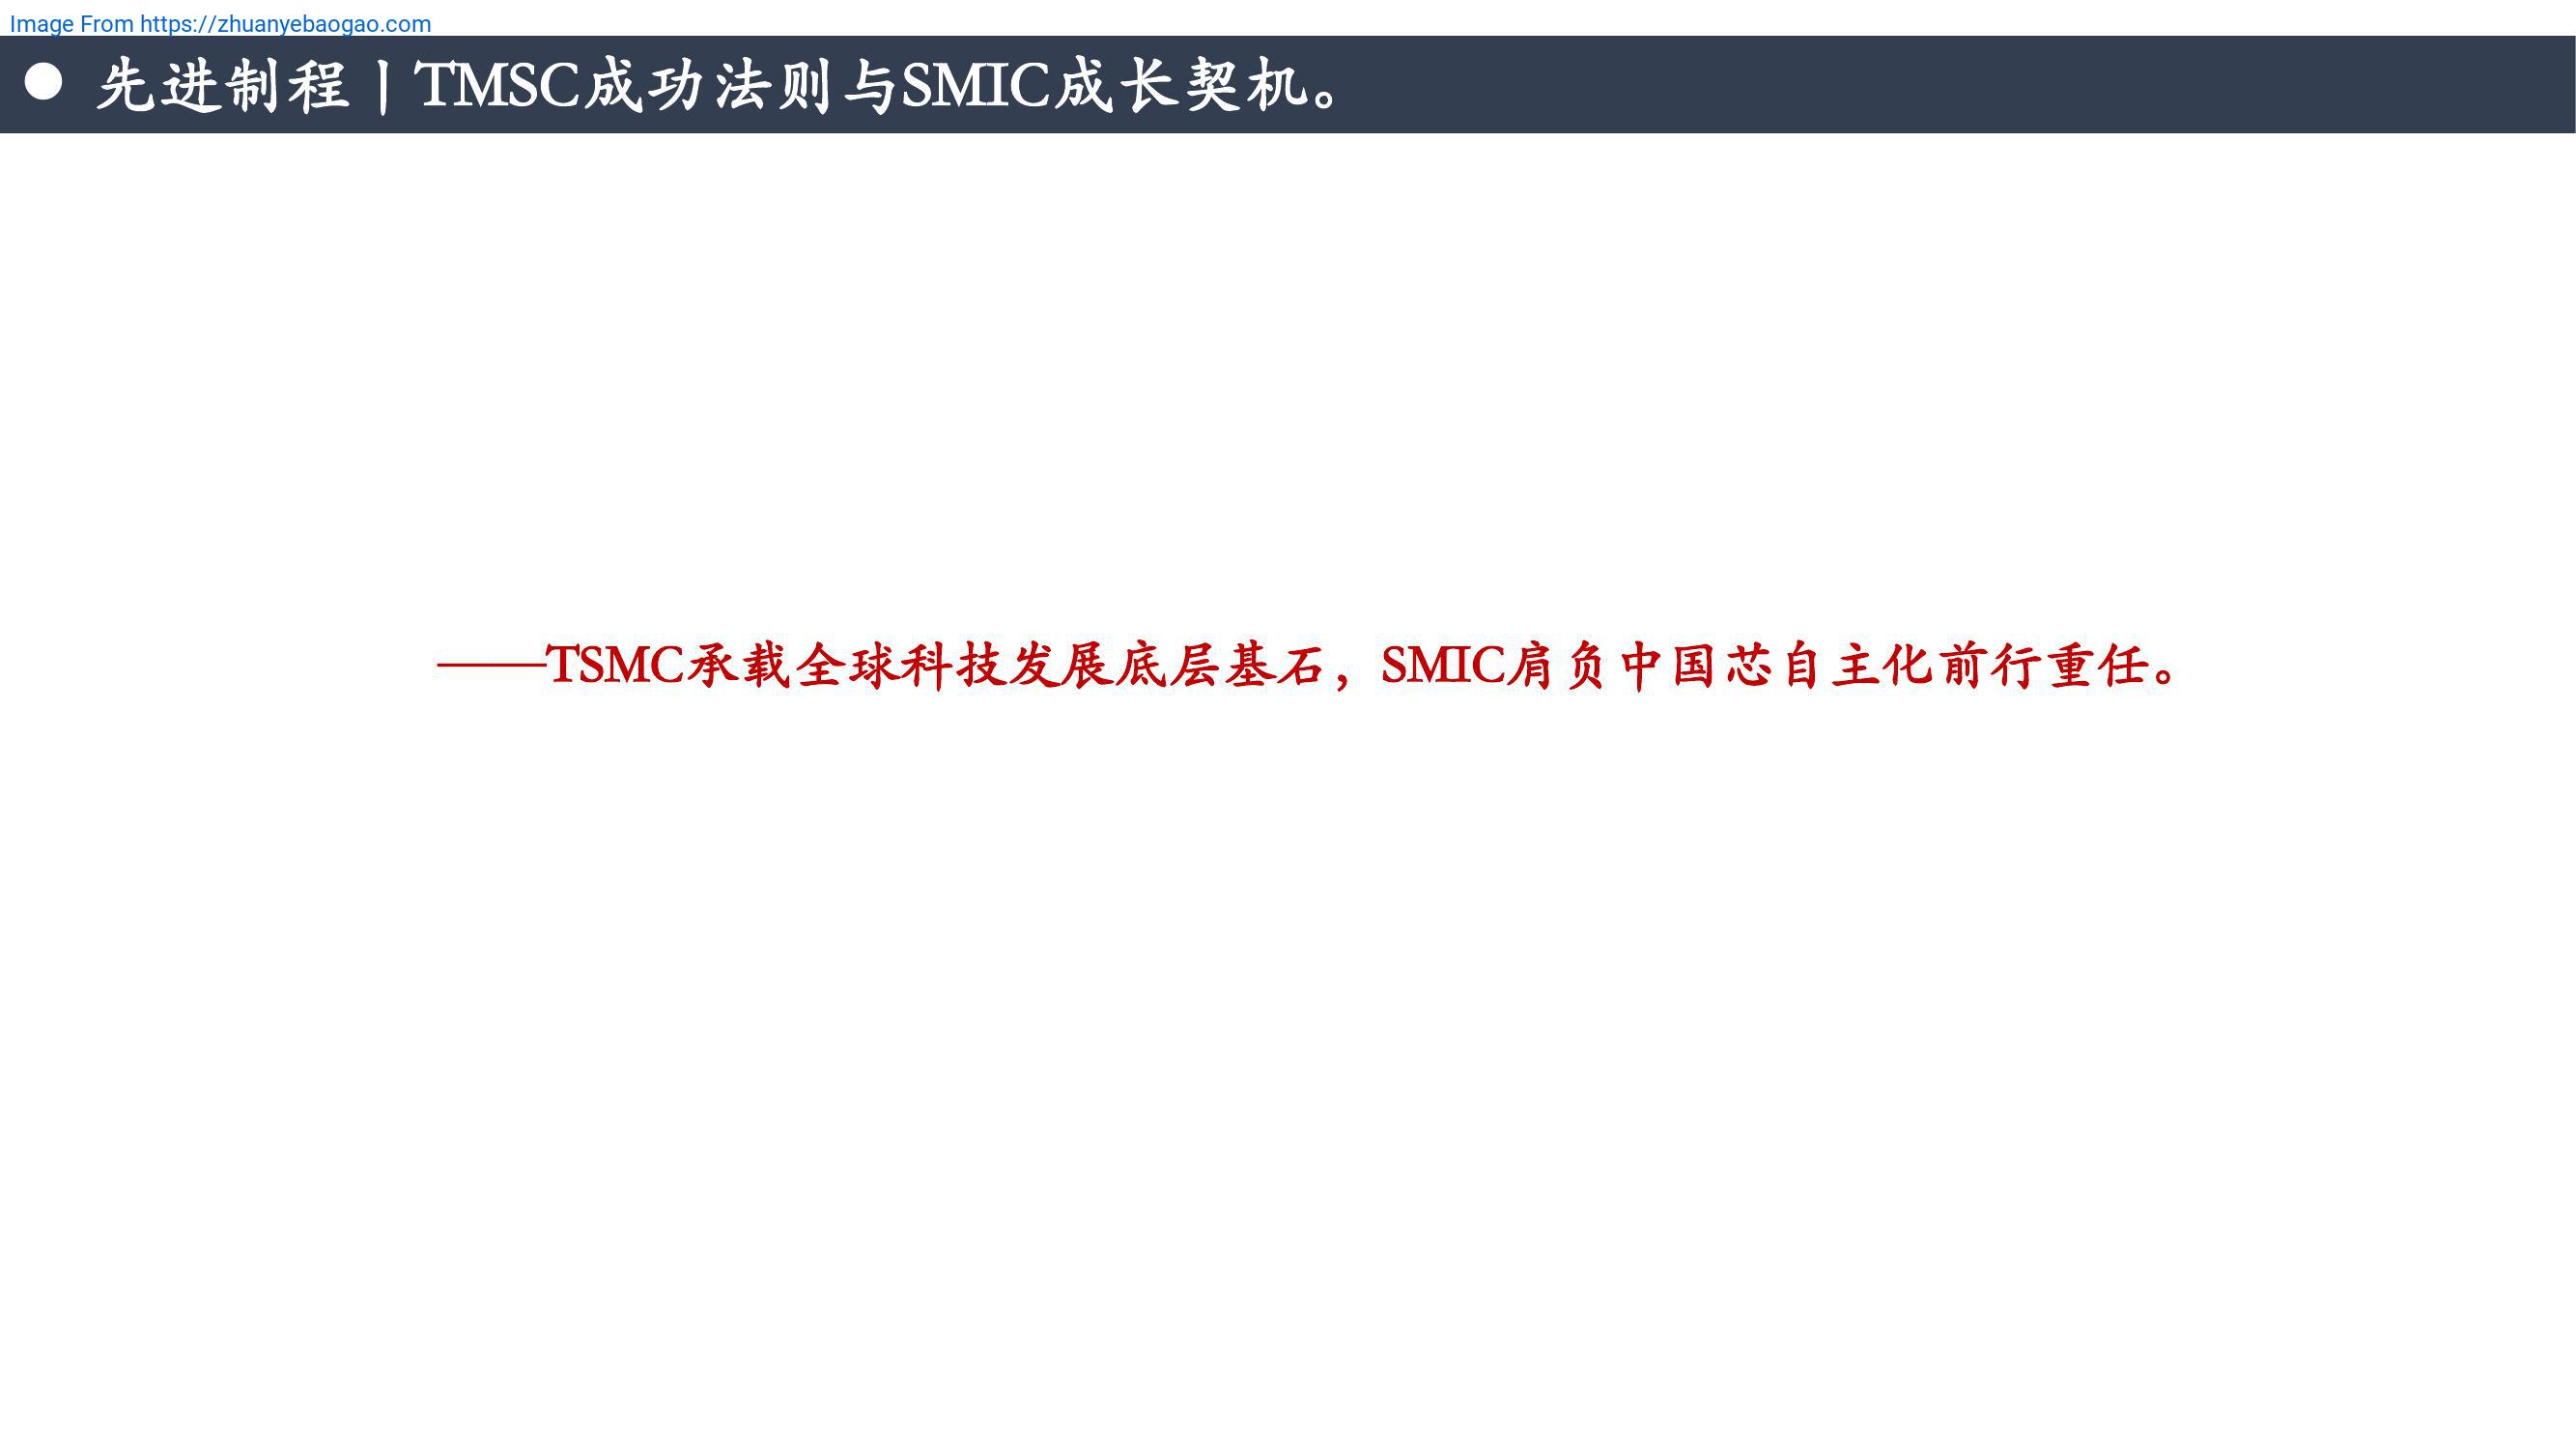 Image From https://zhuanyebaogao.com
● 先进制程丨TMSC成功法则与SMIC成长契机。
——TSMC承载全球科技发展底层基石，SMIC肩负中国芯自主化前行重任。